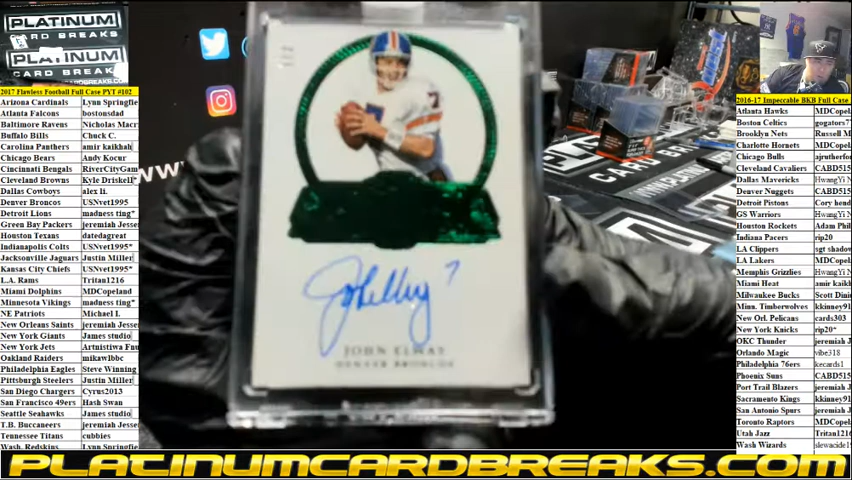 PLATINUM
CARD BREAKS
PLATINUM
CARD BREAKS
2017 Flawless Football Full Case PYT #102
Arizona Cardinals Lynn Springfie
Atlanta Falcons bostonsdad
Baltimore Ravens Nicholas Macr
Buffalo Bills Chuck C.
Carolina Panthers amir kaikhah
Chicago Bears Andy Kocur
Cincinnati Bengals RiverCityGam
Cleveland Browns Kyle Driskell*
Dallas Cowboys alex li.
Denver Broncos USNvet1995
Detroit Lions madness ting*
Green Bay Packers jeremiah Jesse
Houston Texans datedagreat
Indianapolis Colts USNvet1995*
Jacksonville Jaguars Justin Miller
Kansas City Chiefs USNvet1995*
L.A. Rams Tritan1216
Miami Dolphins MDCopeland
Minnesota Vikings madness ting*
NE Patriots Michael I.
New Orleans Saints jeremiah Jesse
New York Giants James studio
New York Jets Artnistiwa Fnu
Oakland Raiders mikawlbbc
Philadelphia Eagles Steve Winning
Pittsburgh Steelers Justin Miller
San Diego Chargers Cyrus2013
San Francisco 49ers Hash Swan
Seattle Seahawks James studio
T.B. Buccaneers jeremiah Jesse
Tennessee Titans cubbies
Wash. Redskins Lynn Springfie
7
7
JOHN ELWAY
DENVER BRONCOS
2016-17 Impeccable BKB Full Case
Atlanta Hawks MDCopel
Boston Celtics gogators7
Brooklyn Nets Russell M
Charlotte Hornets MDCopel
Chicago Bulls ajrutherfor
Cleveland Cavaliers CABD515
Dallas Mavericks HwangYi N
Denver Nuggets CABD515
Detroit Pistons Cory hend
GS Warriors HwangYi N
Houston Rockets Adam Phil
Indiana Pacers rip20
LA Clippers sgt shadow
LA Lakers MDCopel
Memphis Grizzlies HwangYi N
Miami Heat amir kaikh
Milwaukee Bucks Scott Dini
Minn. Timberwolves kkinney91
New Orl. Pelicans cards303
New York Knicks rip20*
OKC Thunder jeremiah J
Orlando Magic vibe318
Philadelphia 76ers kecards1
Phoenix Suns CABD515
Port Trail Blazers jeremiah J
Sacramento Kings kkinney91
San Antonio Spurs jeremiah J
Toronto Raptors MDCopel
Utah Jazz Tritan1216
Wash Wizards slewacide1
PLATINUMCARDBREAKS.COM